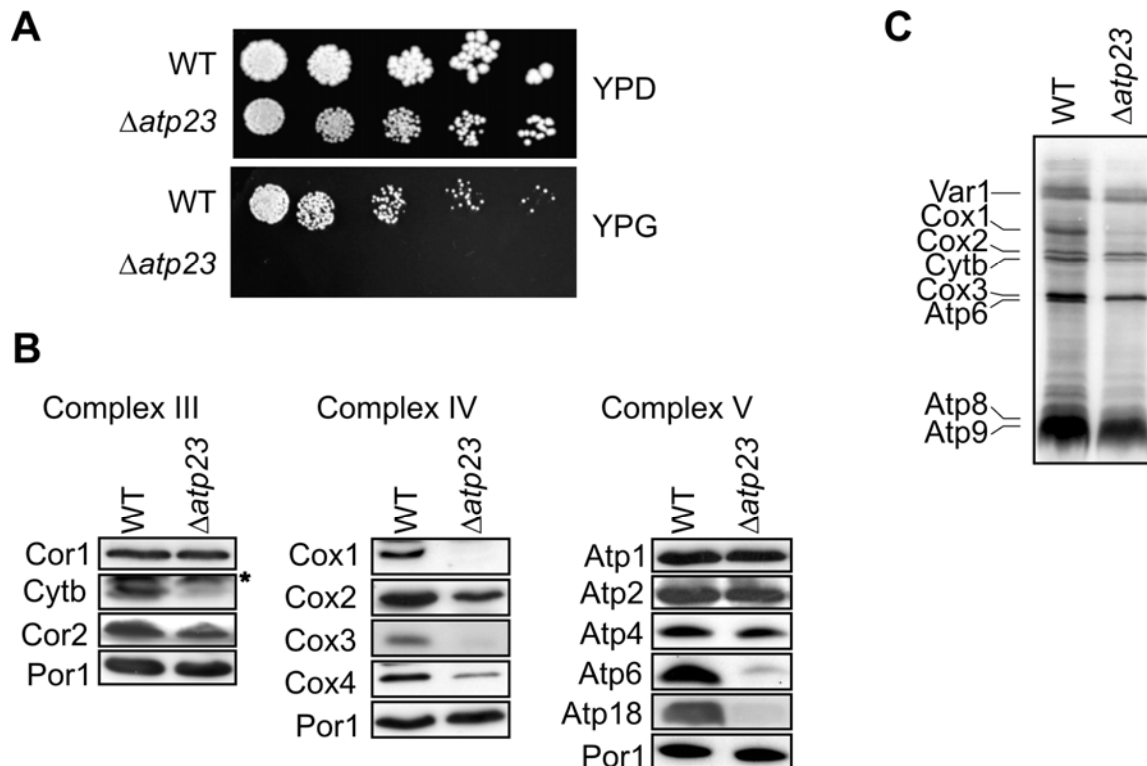 A
WT
Δatp23
YPD
WT
Δatp23
YPG
B
Complex III
WT
Δatp23
Cor1
Cytb
*
Cor2
Por1
Complex IV
WT
Δatp23
Cox1
Cox2
Cox3
Cox4
Por1
Complex V
WT
Δatp23
Atp1
Atp2
Atp4
Atp6
Atp18
Por1
C
WT
Δatp23
Var1
Cox1
Cox2
Cytb
Cox3
Atp6
Atp8
Atp9